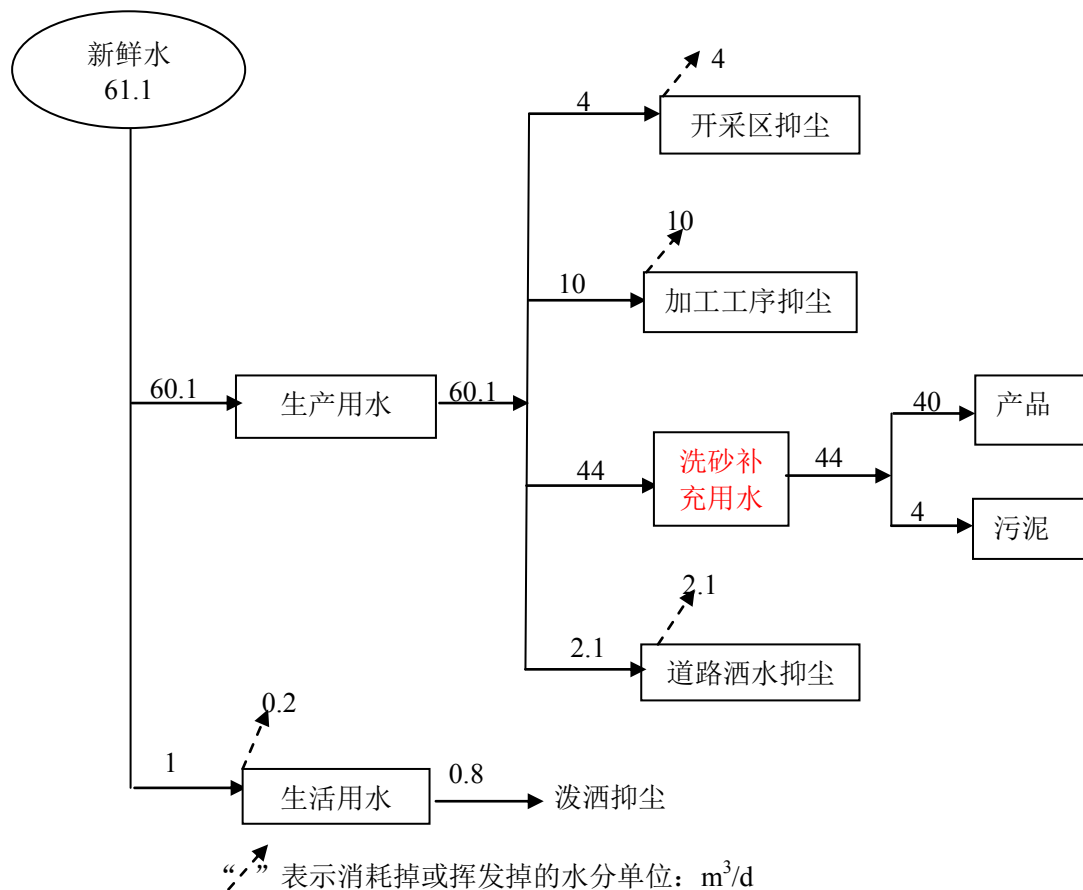 新鲜水
61.1
4
4
开采区抑尘
10
10
加工工序抑尘
60.1
生产用水
60.1
44
洗砂补
充用水
44
40
产品
4
污泥
2.1
2.1
道路洒水抑尘
0.2
1
生活用水
0.8
泼洒抑尘
“ ”表示消耗掉或挥发掉的水分单位：m³/d